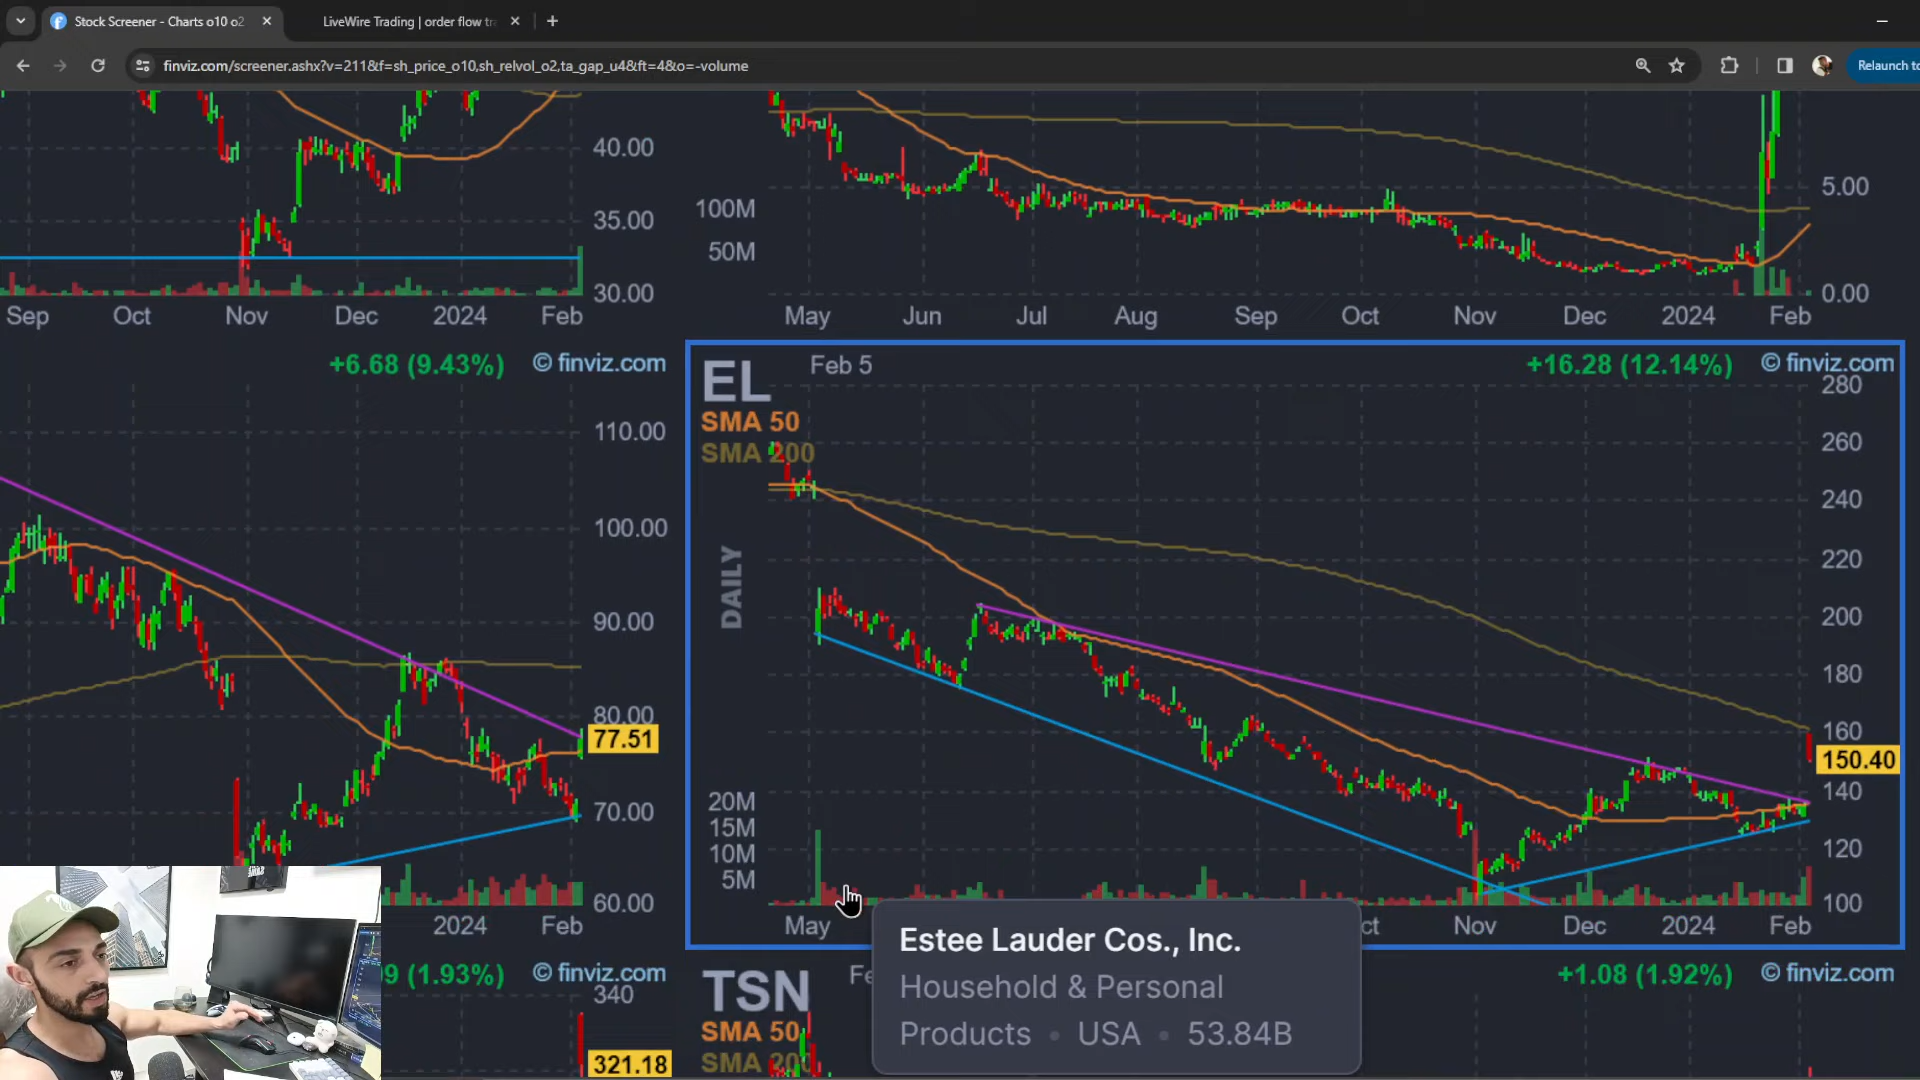 Stock Screener - Charts o10 o2
LiveWire Trading | order flow tra
finviz.com/screener.ashx?v=211&f=sh_price_o10,sh_relvol_o2,ta_gap_u4&ft=4&o=-volume
Relaunch to
40.00
35.00
30.00
Sep Oct Nov Dec 2024 Feb
100M
50M
5.00
0.00
May Jun Jul Aug Sep Oct Nov Dec 2024 Feb
+6.68 (9.43%) © finviz.com
110.00
100.00
90.00
80.00
77.51
70.00
60.00
2024 Feb
EL Feb 5 +16.28 (12.14%) © finviz.com
SMA 50
SMA 200
DAILY
280
260
240
220
200
180
160
150.40
140
120
100
20M
15M
10M
5M
May ct Nov Dec 2024 Feb
Estee Lauder Cos., Inc.
Household & Personal
Products • USA • 53.84B
9 (1.93%) © finviz.com
340
321.18
TSN Fe +1.08 (1.92%) © finviz.com
SMA 50
SMA 200